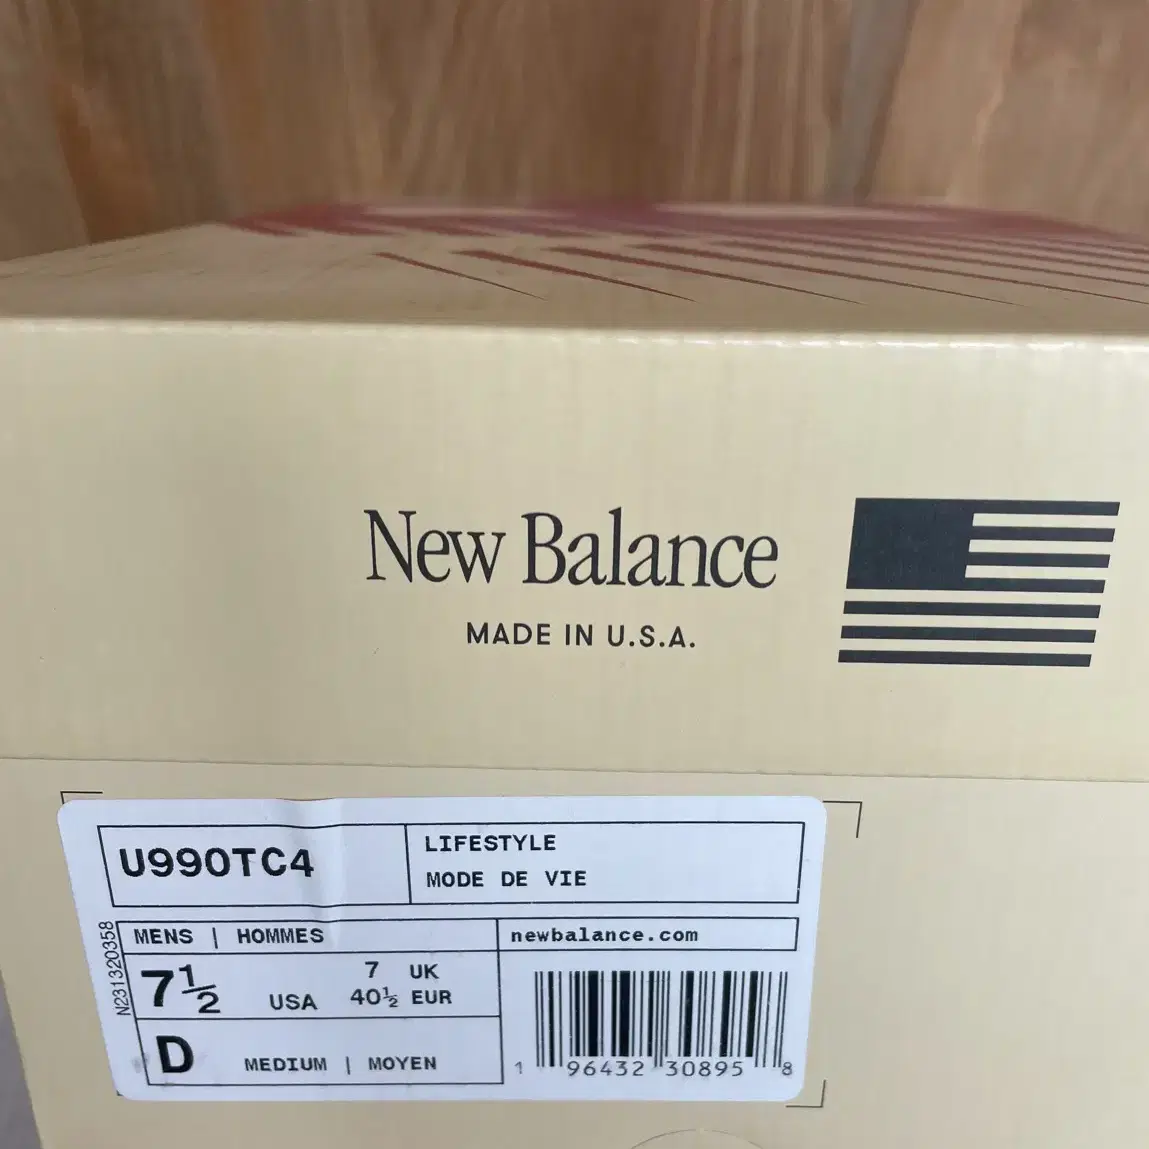 New Balance
MADE IN U.S.A.
U990TC4
LIFESTYLE
MODE DE VIE
N231320358
MENS | HOMMES
newbalance.com
7½ USA
7 UK
40½ EUR
D
MEDIUM | MOYEN
1 96432 30895 8